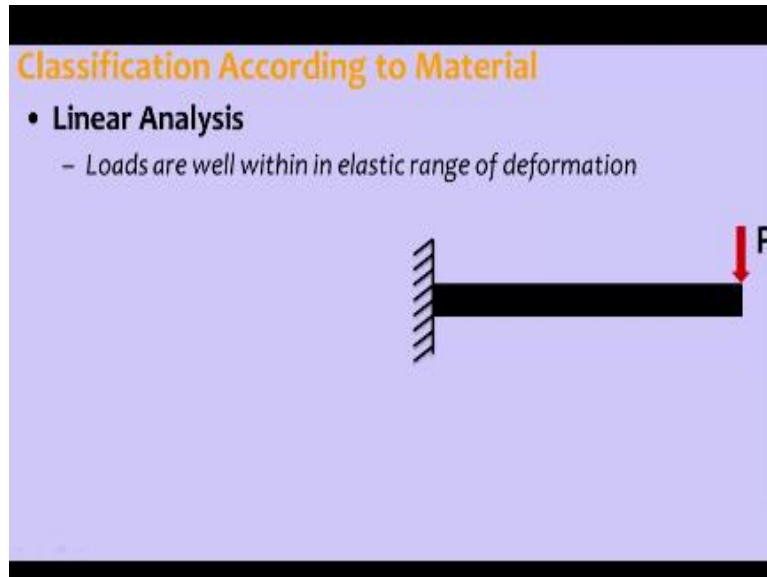 Classification According to Material
• Linear Analysis
– Loads are well within in elastic range of deformation
P